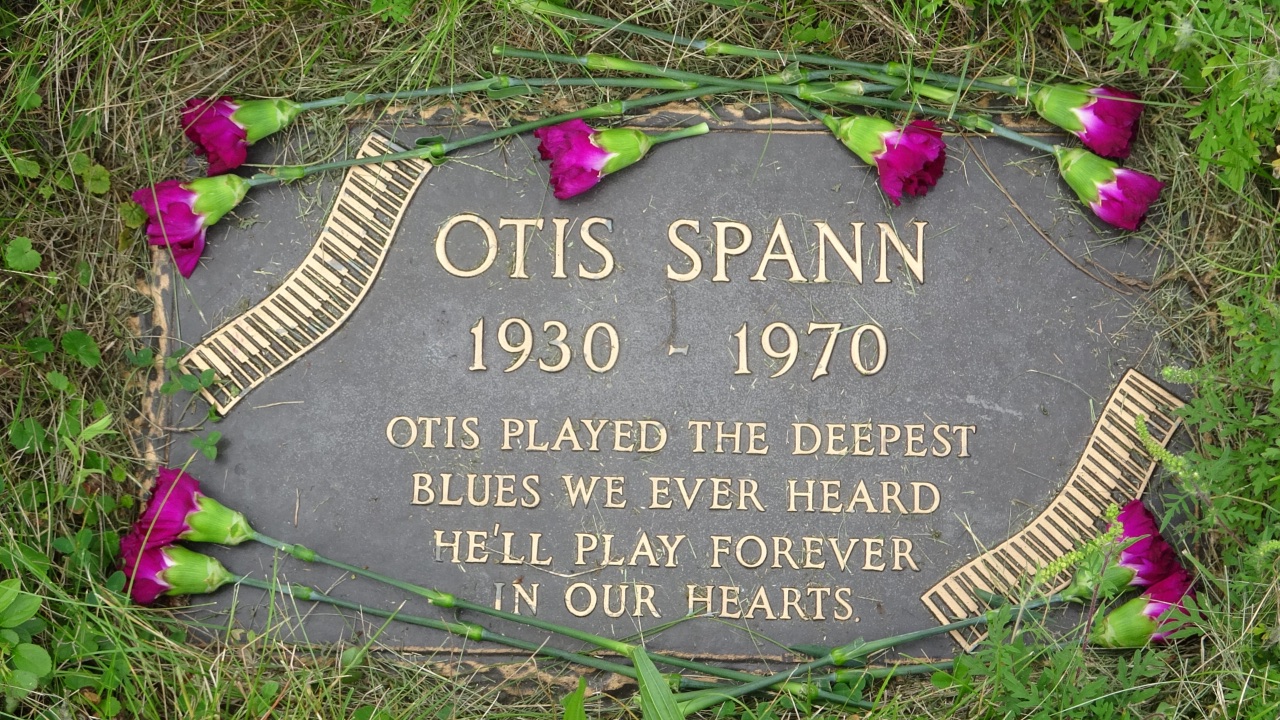 OTIS SPANN
1930 - 1970
OTIS PLAYED THE DEEPEST
BLUES WE EVER HEARD
HE'LL PLAY FOREVER
IN OUR HEARTS.